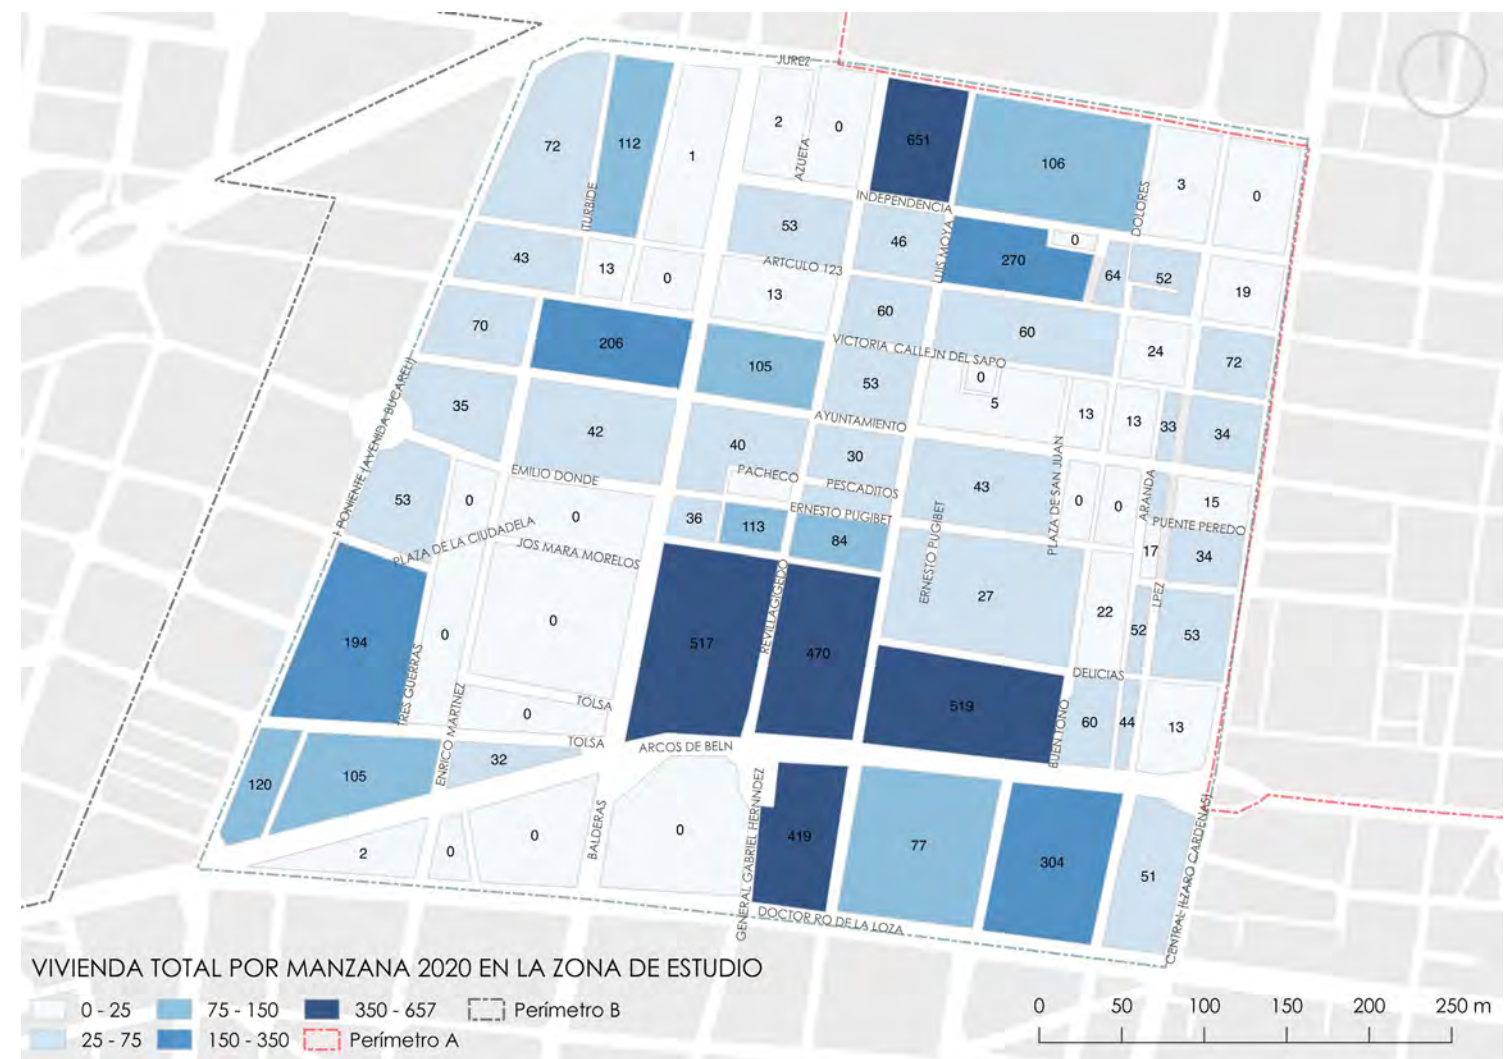 JUREZ
2
0
651
112
72
1
106
3
0
AZUETA
INDEPENDENCIA
DOLORES
ITURBIDE
53
46
LUIS MOYA
0
43
13
0
ARTCULO 123
270
64
52
19
13
60
60
70
206
VICTORIA
CALLEJN DEL SAPO
24
72
105
53
0
5
35
42
AYUNTAMIENTO
13
13
33
34
40
30
PONIENTE (AVENIDA BUCARELI)
EMILIO DONDE
PACHECO
PESCADITOS
43
PLAZA DE SAN JUAN
ARANDA
53
0
0
36
113
ERNESTO PUGIBET
84
0
0
15
PUENTE PEREDO
PLAZA DE LA CIUDADELA
JOS MARA MORELOS
ERNESTO PUGIBET
17
34
REVILLAGIGEDO
27
LPEZ
194
0
0
517
470
22
52
53
TRES GUERRAS
DELICIAS
ENRICO MARTNEZ
TOLSA
0
519
60
44
13
BUEN TONO
TOLSA
ARCOS DE BELN
120
105
32
BALDERAS
GENERAL GABRIEL HERNNDEZ
2
0
0
0
419
77
304
51
CENTRAL (LZARO CARDENAS)
DOCTOR RO DE LA LOZA
VIVIENDA TOTAL POR MANZANA 2020 EN LA ZONA DE ESTUDIO
0 - 25
75 - 150
350 - 657
Perímetro B
25 - 75
150 - 350
Perímetro A
0 50 100 150 200 250 m